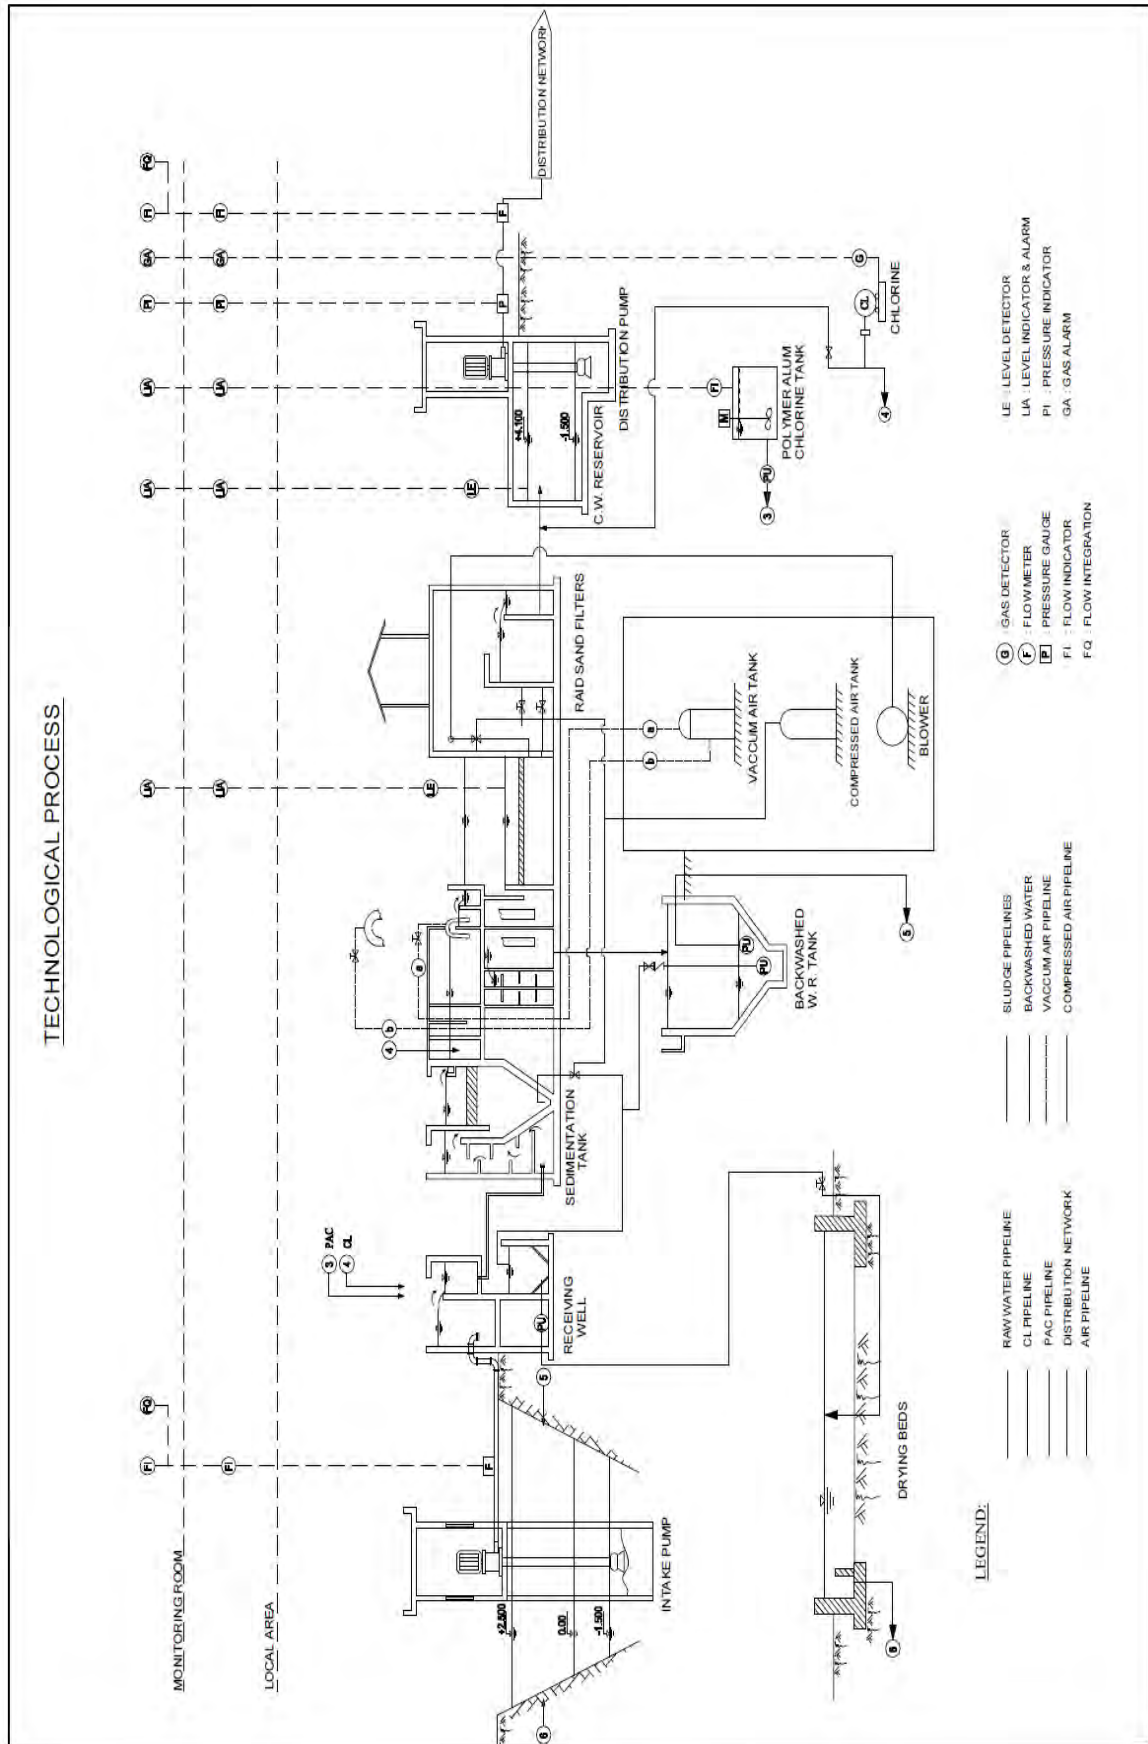 TECHNOLOGICAL PROCESS
MONITORING ROOM
FI
FQ
LIA
LIA
LIA
PI
GA
FI
FQ
LOCAL AREA
FI
LIA
LIA
LIA
PI
GA
FI
3 PAC
4 CL
4
b
a
LE
LE
F
F
P
DISTRIBUTION NETWORK
+2.500
0.00
-1.500
6
5
PU
INTAKE PUMP
RECEIVING
WELL
SEDIMENTATION
TANK
RAID SAND FILTERS
+4.100
-1.500
C.W. RESERVOIR
DISTRIBUTION PUMP
PU
PU
BACKWASHED
W. R. TANK
5
b
a
VACCUM AIR TANK
COMPRESSED AIR TANK
BLOWER
FI
M
PU
3
POLYMER ALUM
CHLORINE TANK
G
CL
4
CHLORINE
6
DRYING BEDS
LEGEND:
RAW WATER PIPELINE
CL PIPELINE
PAC PIPELINE
DISTRIBUTION NETWORK
AIR PIPELINE
SLUDGE PIPELINES
BACKWASHED WATER
VACCUM AIR PIPELINE
COMPRESSED AIR PIPELINE
G : GAS DETECTOR
F : FLOW METER
P : PRESSURE GAUGE
FI : FLOW INDICATOR
FQ : FLOW INTEGRATION
LE : LEVEL DETECTOR
LIA : LEVEL INDICATOR & ALARM
PI : PRESSURE INDICATOR
GA : GAS ALARM